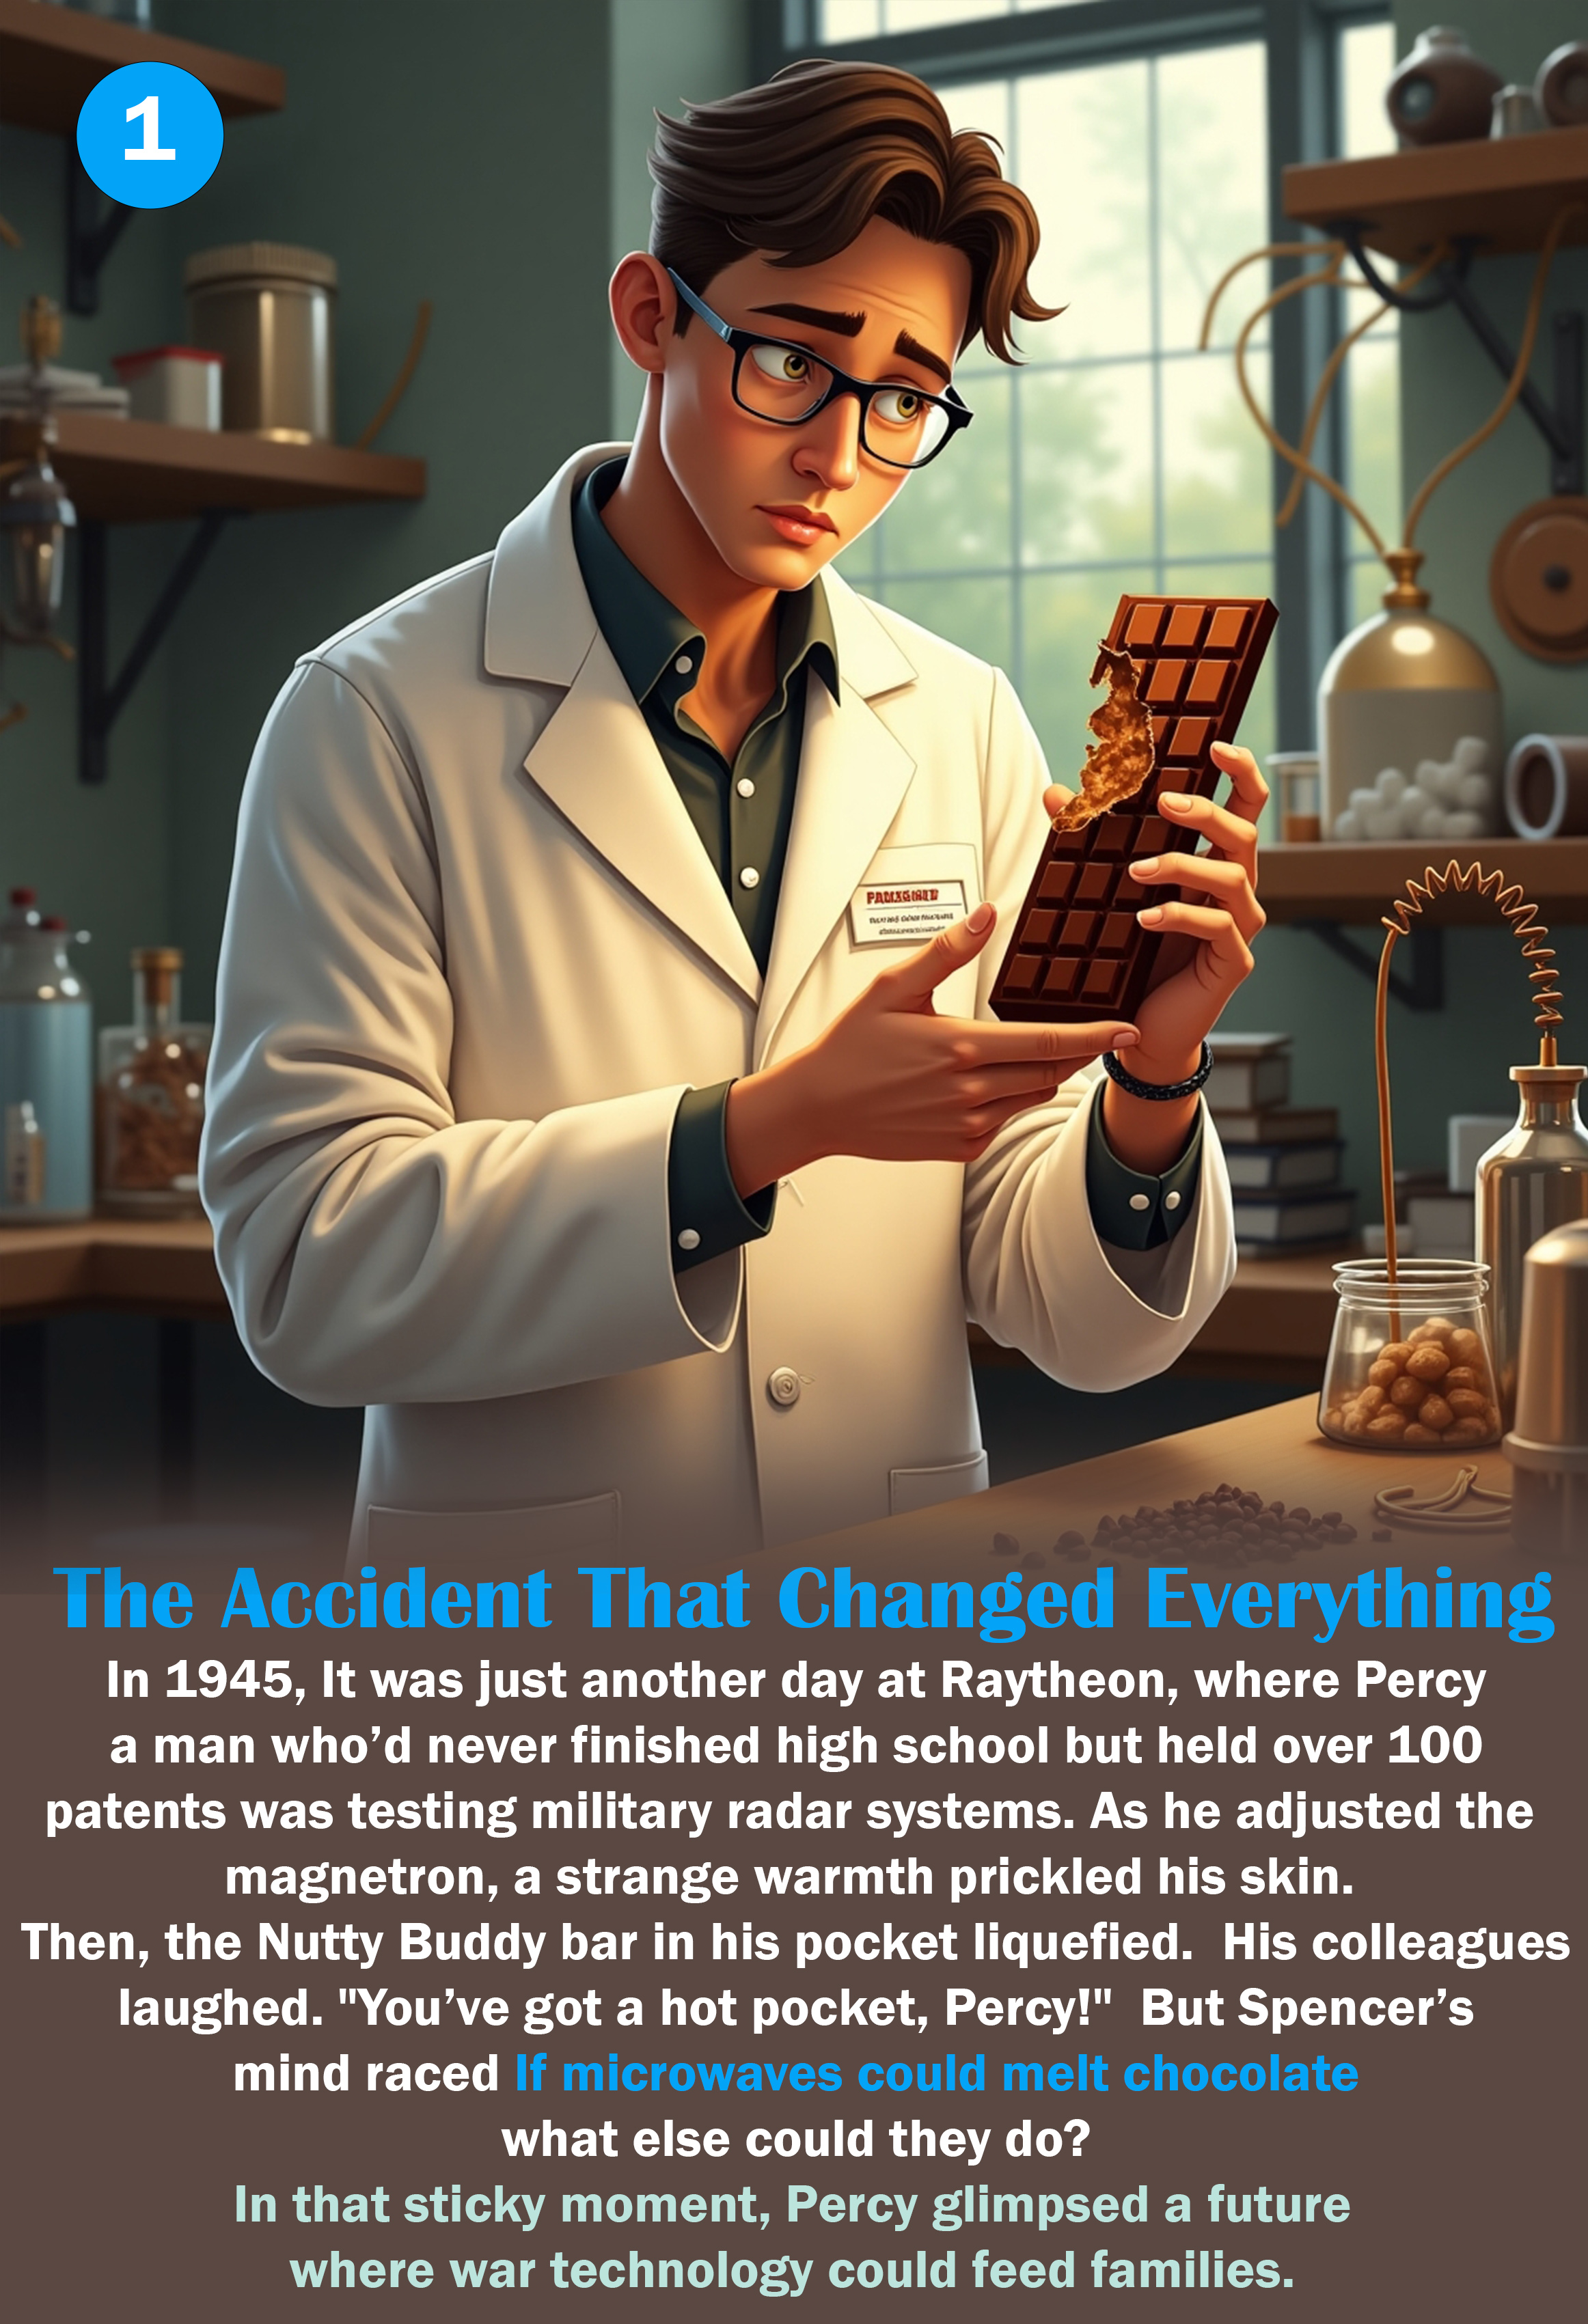 1
The Accident That Changed Everything
In 1945, It was just another day at Raytheon, where Percy
a man who’d never finished high school but held over 100
patents was testing military radar systems. As he adjusted the
magnetron, a strange warmth prickled his skin.
Then, the Nutty Buddy bar in his pocket liquefied.  His colleagues
laughed. "You’ve got a hot pocket, Percy!"  But Spencer’s
mind raced If microwaves could melt chocolate
what else could they do?
In that sticky moment, Percy glimpsed a future
where war technology could feed families.